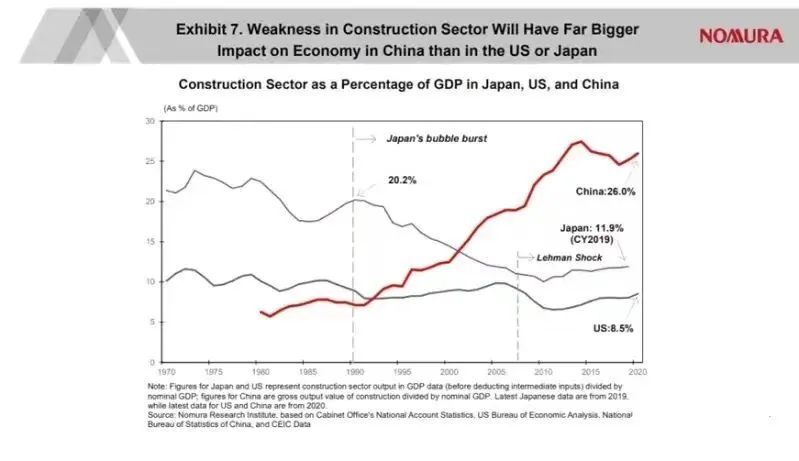 Exhibit 7. Weakness in Construction Sector Will Have Far Bigger
Impact on Economy in China than in the US or Japan
NOMURA
Construction Sector as a Percentage of GDP in Japan, US, and China
(As % of GDP)
30
25
20
15
10
5
0
Japan's bubble burst
20.2%
China:26.0%
Japan: 11.9%
(CY2019)
Lehman Shock
US:8.5%
1970 1975 1980 1985 1990 1995 2000 2005 2010 2015 2020
Note: Figures for Japan and US represent construction sector output in GDP data (before deducting intermediate inputs) divided by
nominal GDP; figures for China are gross output value of construction divided by nominal GDP. Latest Japanese data are from 2019,
while latest data for US and China are from 2020.
Source: Nomura Research Institute, based on Cabinet Office's National Account Statistics, US Bureau of Economic Analysis, National
Bureau of Statistics of China, and CEIC Data